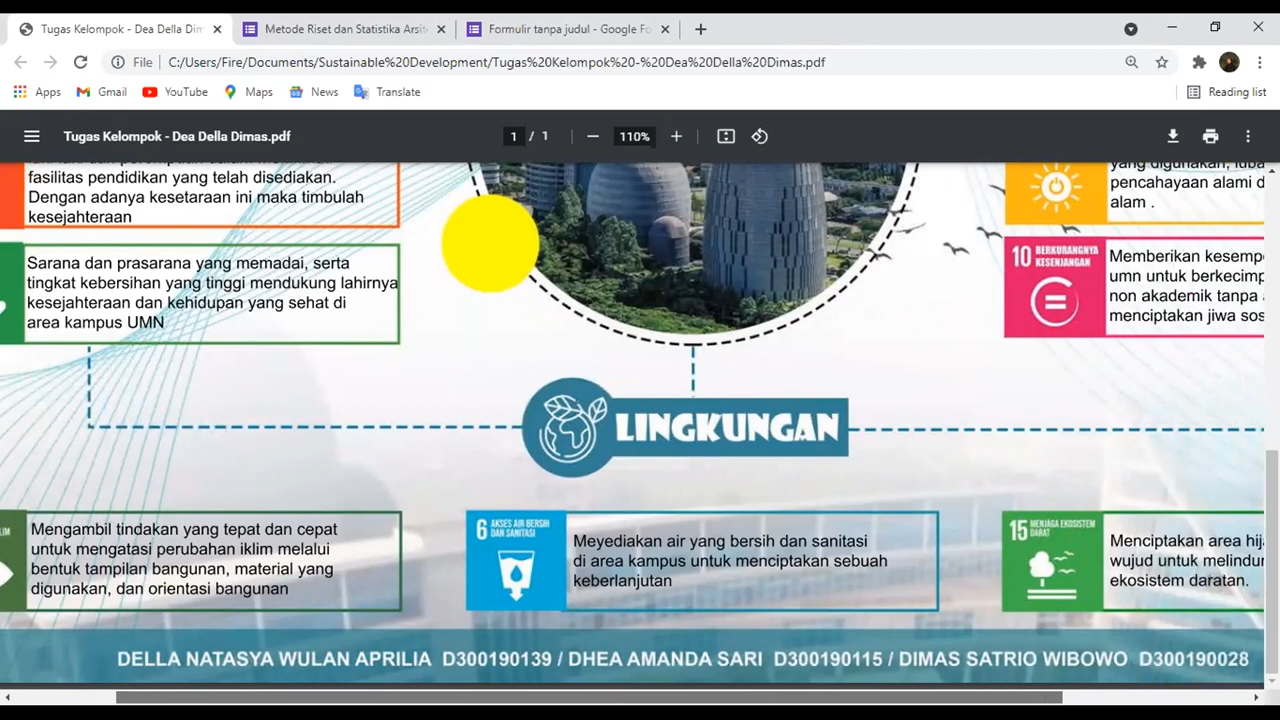 Tugas Kelompok - Dea Della Dim
Metode Riset dan Statistika Arsit
Formulir tanpa judul - Google Fo
File
C:/Users/Fire/Documents/Sustainable%20Development/Tugas%20Kelompok%20-%20Dea%20Della%20Dimas.pdf
Apps
Gmail
YouTube
Maps
News
Translate
Reading list
Tugas Kelompok - Dea Della Dimas.pdf
1 / 1
110%
fasilitas pendidikan yang telah disediakan.
Dengan adanya kesetaraan ini maka timbulah
kesejahteraan
Sarana dan prasarana yang memadai, serta
tingkat kebersihan yang tinggi mendukung lahirnya
kesejahteraan dan kehidupan yang sehat di
area kampus UMN
yang digunakan, luba
pencahayaan alami d
alam .
10 BERKURANGNYA
KESENJANGAN
Memberikan kesemp
umn untuk berkecimp
non akademik tanpa
menciptakan jiwa sos
LINGKUNGAN
Mengambil tindakan yang tepat dan cepat
untuk mengatasi perubahan iklim melalui
bentuk tampilan bangunan, material yang
digunakan, dan orientasi bangunan
6 AKSES AIR BERSIH
DAN SANITASI
Meyediakan air yang bersih dan sanitasi
di area kampus untuk menciptakan sebuah
keberlanjutan
15 MENJAGA EKOSISTEM
DARAT
Menciptakan area hij
wujud untuk melindur
ekosistem daratan.
DELLA NATASYA WULAN APRILIA D300190139 / DHEA AMANDA SARI D300190115 / DIMAS SATRIO WIBOWO D300190028